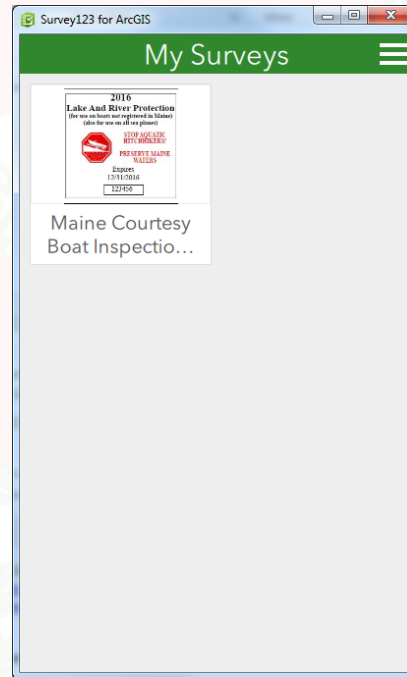 Survey123 for ArcGIS
My Surveys
2016
Lake And River Protection
(for use on boats not registered in Maine)
(also for use on all sea planes)
STOP AQUATIC
HITCHHIKERS!
PRESERVE MAINE
WATERS
Expires
12/31/2016
123456
Maine Courtesy
Boat Inspectio…